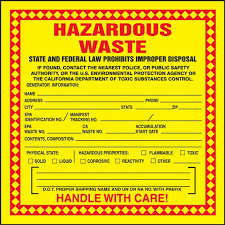 HAZARDOUS
WASTE
STATE AND FEDERAL LAW PROHIBITS IMPROPER DISPOSAL
IF FOUND, CONTACT THE NEAREST POLICE, OR PUBLIC SAFETY
AUTHORITY, OR THE U.S. ENVIRONMENTAL PROTECTION AGENCY OR THE
CALIFORNIA DEPARTMENT OF TOXIC SUBSTANCES CONTROL.
GENERATOR INFORMATION:
NAME
ADDRESS PHONE
CITY STATE ZIP
EPA MANIFEST
IDENTIFICATION NO./ TRACKING NO. /
EPA CA ACCUMULATION
WASTE NO. WASTE NO. START DATE
CONTENTS, COMPOSITION:
PHYSICAL STATE: HAZARDOUS PROPERTIES: FLAMMABLE TOXIC
SOLID LIQUID CORROSIVE REACTIVE OTHER
D.O.T. PROPER SHIPPING NAME AND UN OR NA NO. WITH PREFIX
HANDLE WITH CARE!